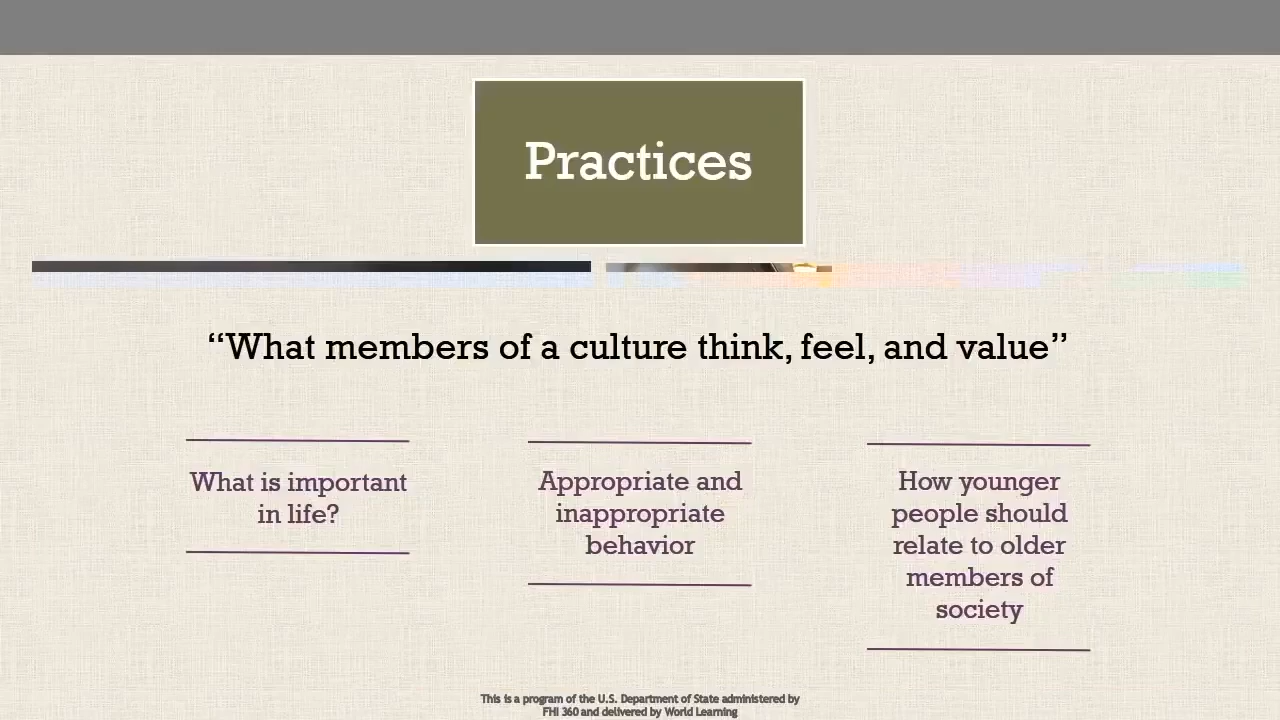 Practices
“What members of a culture think, feel, and value”
What is important
in life?
Appropriate and
inappropriate
behavior
How younger
people should
relate to older
members of
society
This is a program of the U.S. Department of State administered by
FHI 360 and delivered by World Learning